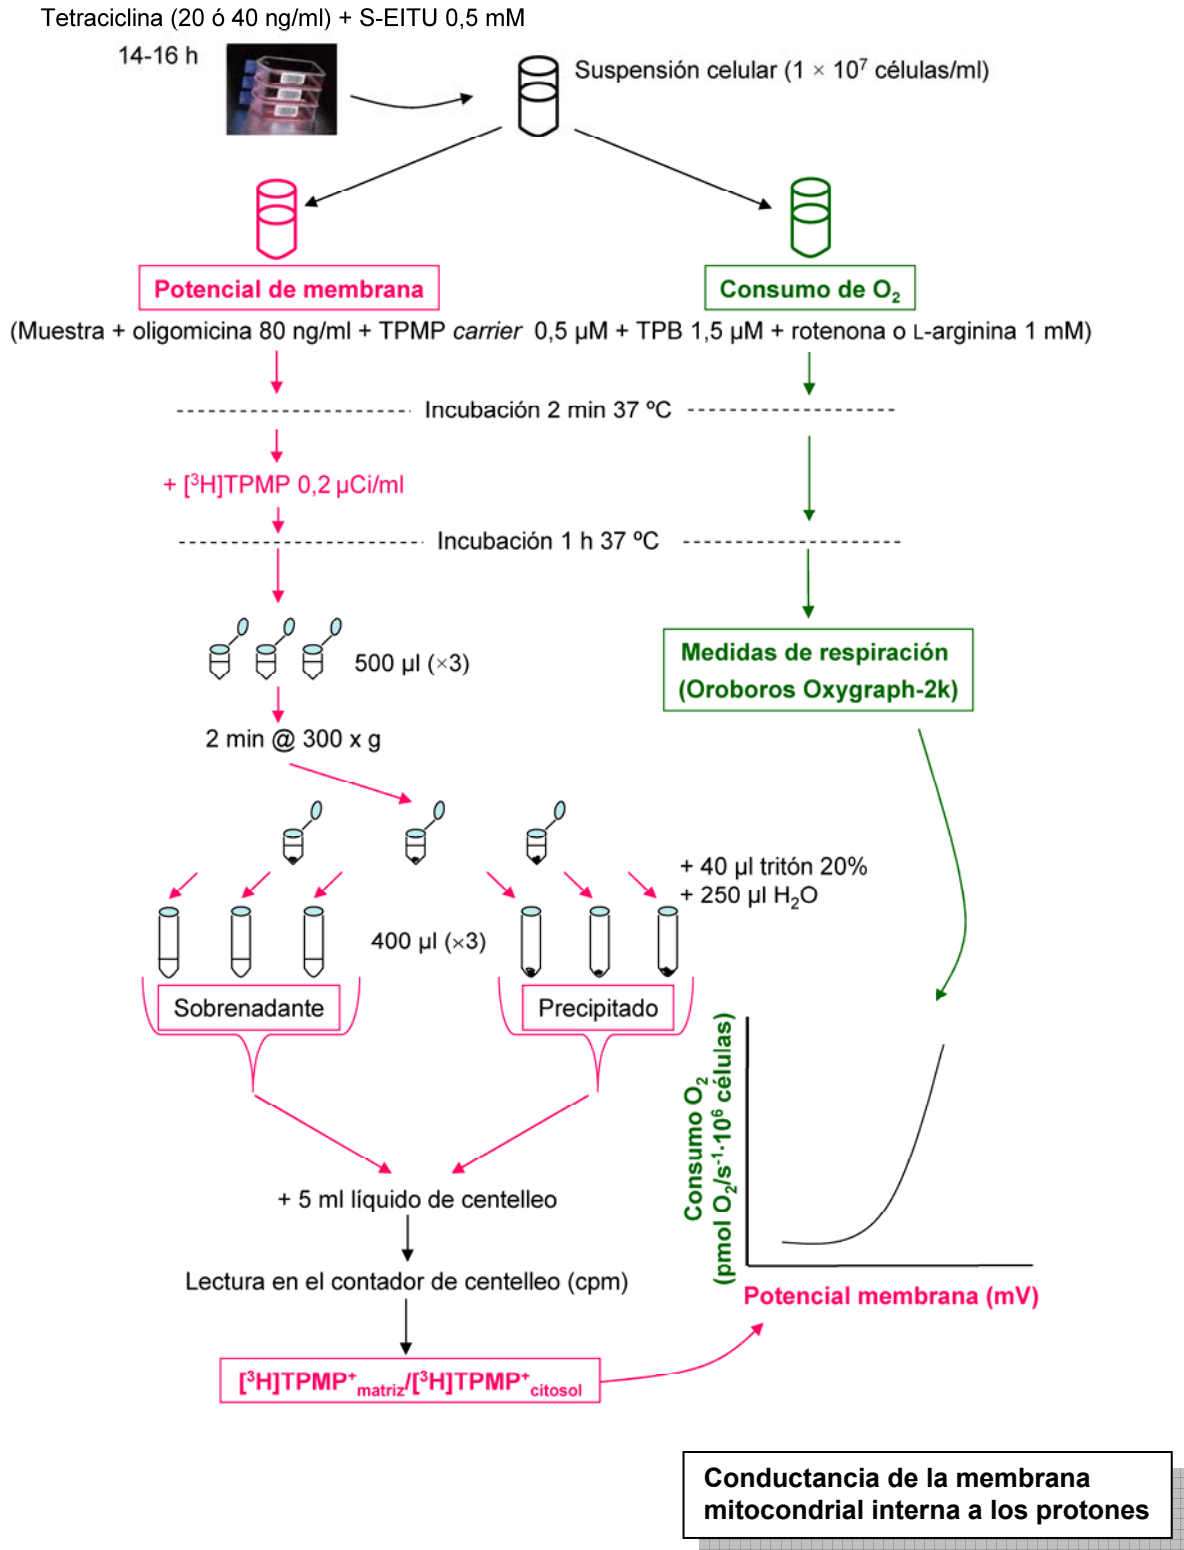 Tetraciclina (20 ó 40 ng/ml) + S-EITU 0,5 mM
14-16 h
Suspensión celular (1 × 10⁷ células/ml)
Potencial de membrana
Consumo de O₂
(Muestra + oligomicina 80 ng/ml + TPMP carrier 0,5 µM + TPB 1,5 µM + rotenona o L-arginina 1 mM)
Incubación 2 min 37 ºC
+ [³H]TPMP 0,2 µCi/ml
Incubación 1 h 37 ºC
500 µl (×3)
Medidas de respiración
(Oroboros Oxygraph-2k)
2 min @ 300 x g
+ 40 µl tritón 20%
+ 250 µl H₂O
400 µl (×3)
Sobrenadante
Precipitado
Consumo O₂
(pmol O₂/s⁻¹·10⁶ células)
+ 5 ml líquido de centelleo
Lectura en el contador de centelleo (cpm)
Potencial membrana (mV)
[³H]TPMP⁺matriz/[³H]TPMP⁺citosol
Conductancia de la membrana
mitocondrial interna a los protones